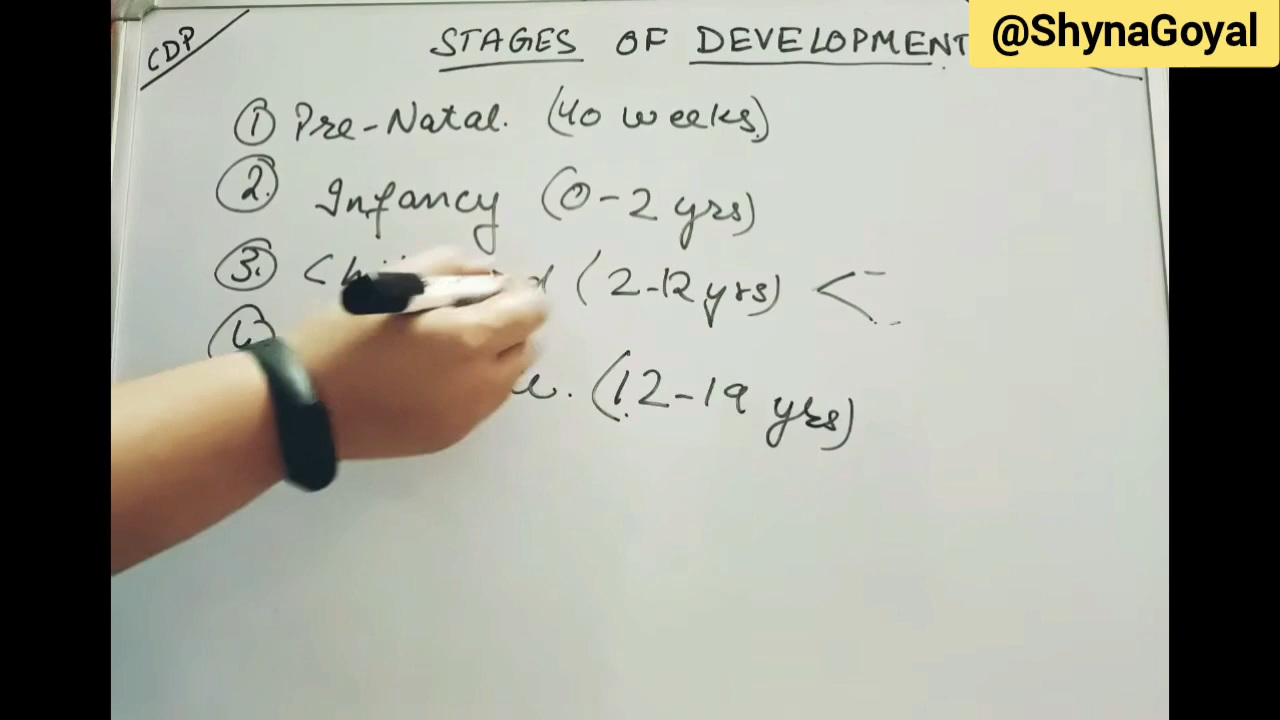 @ShynaGoyal
CDP
STAGES OF DEVELOPMENT
① Pre-Natal. (40 weeks)
2. Infancy (0-2 yrs)
3. (2-12 yrs) <
4. (12-19 yrs)